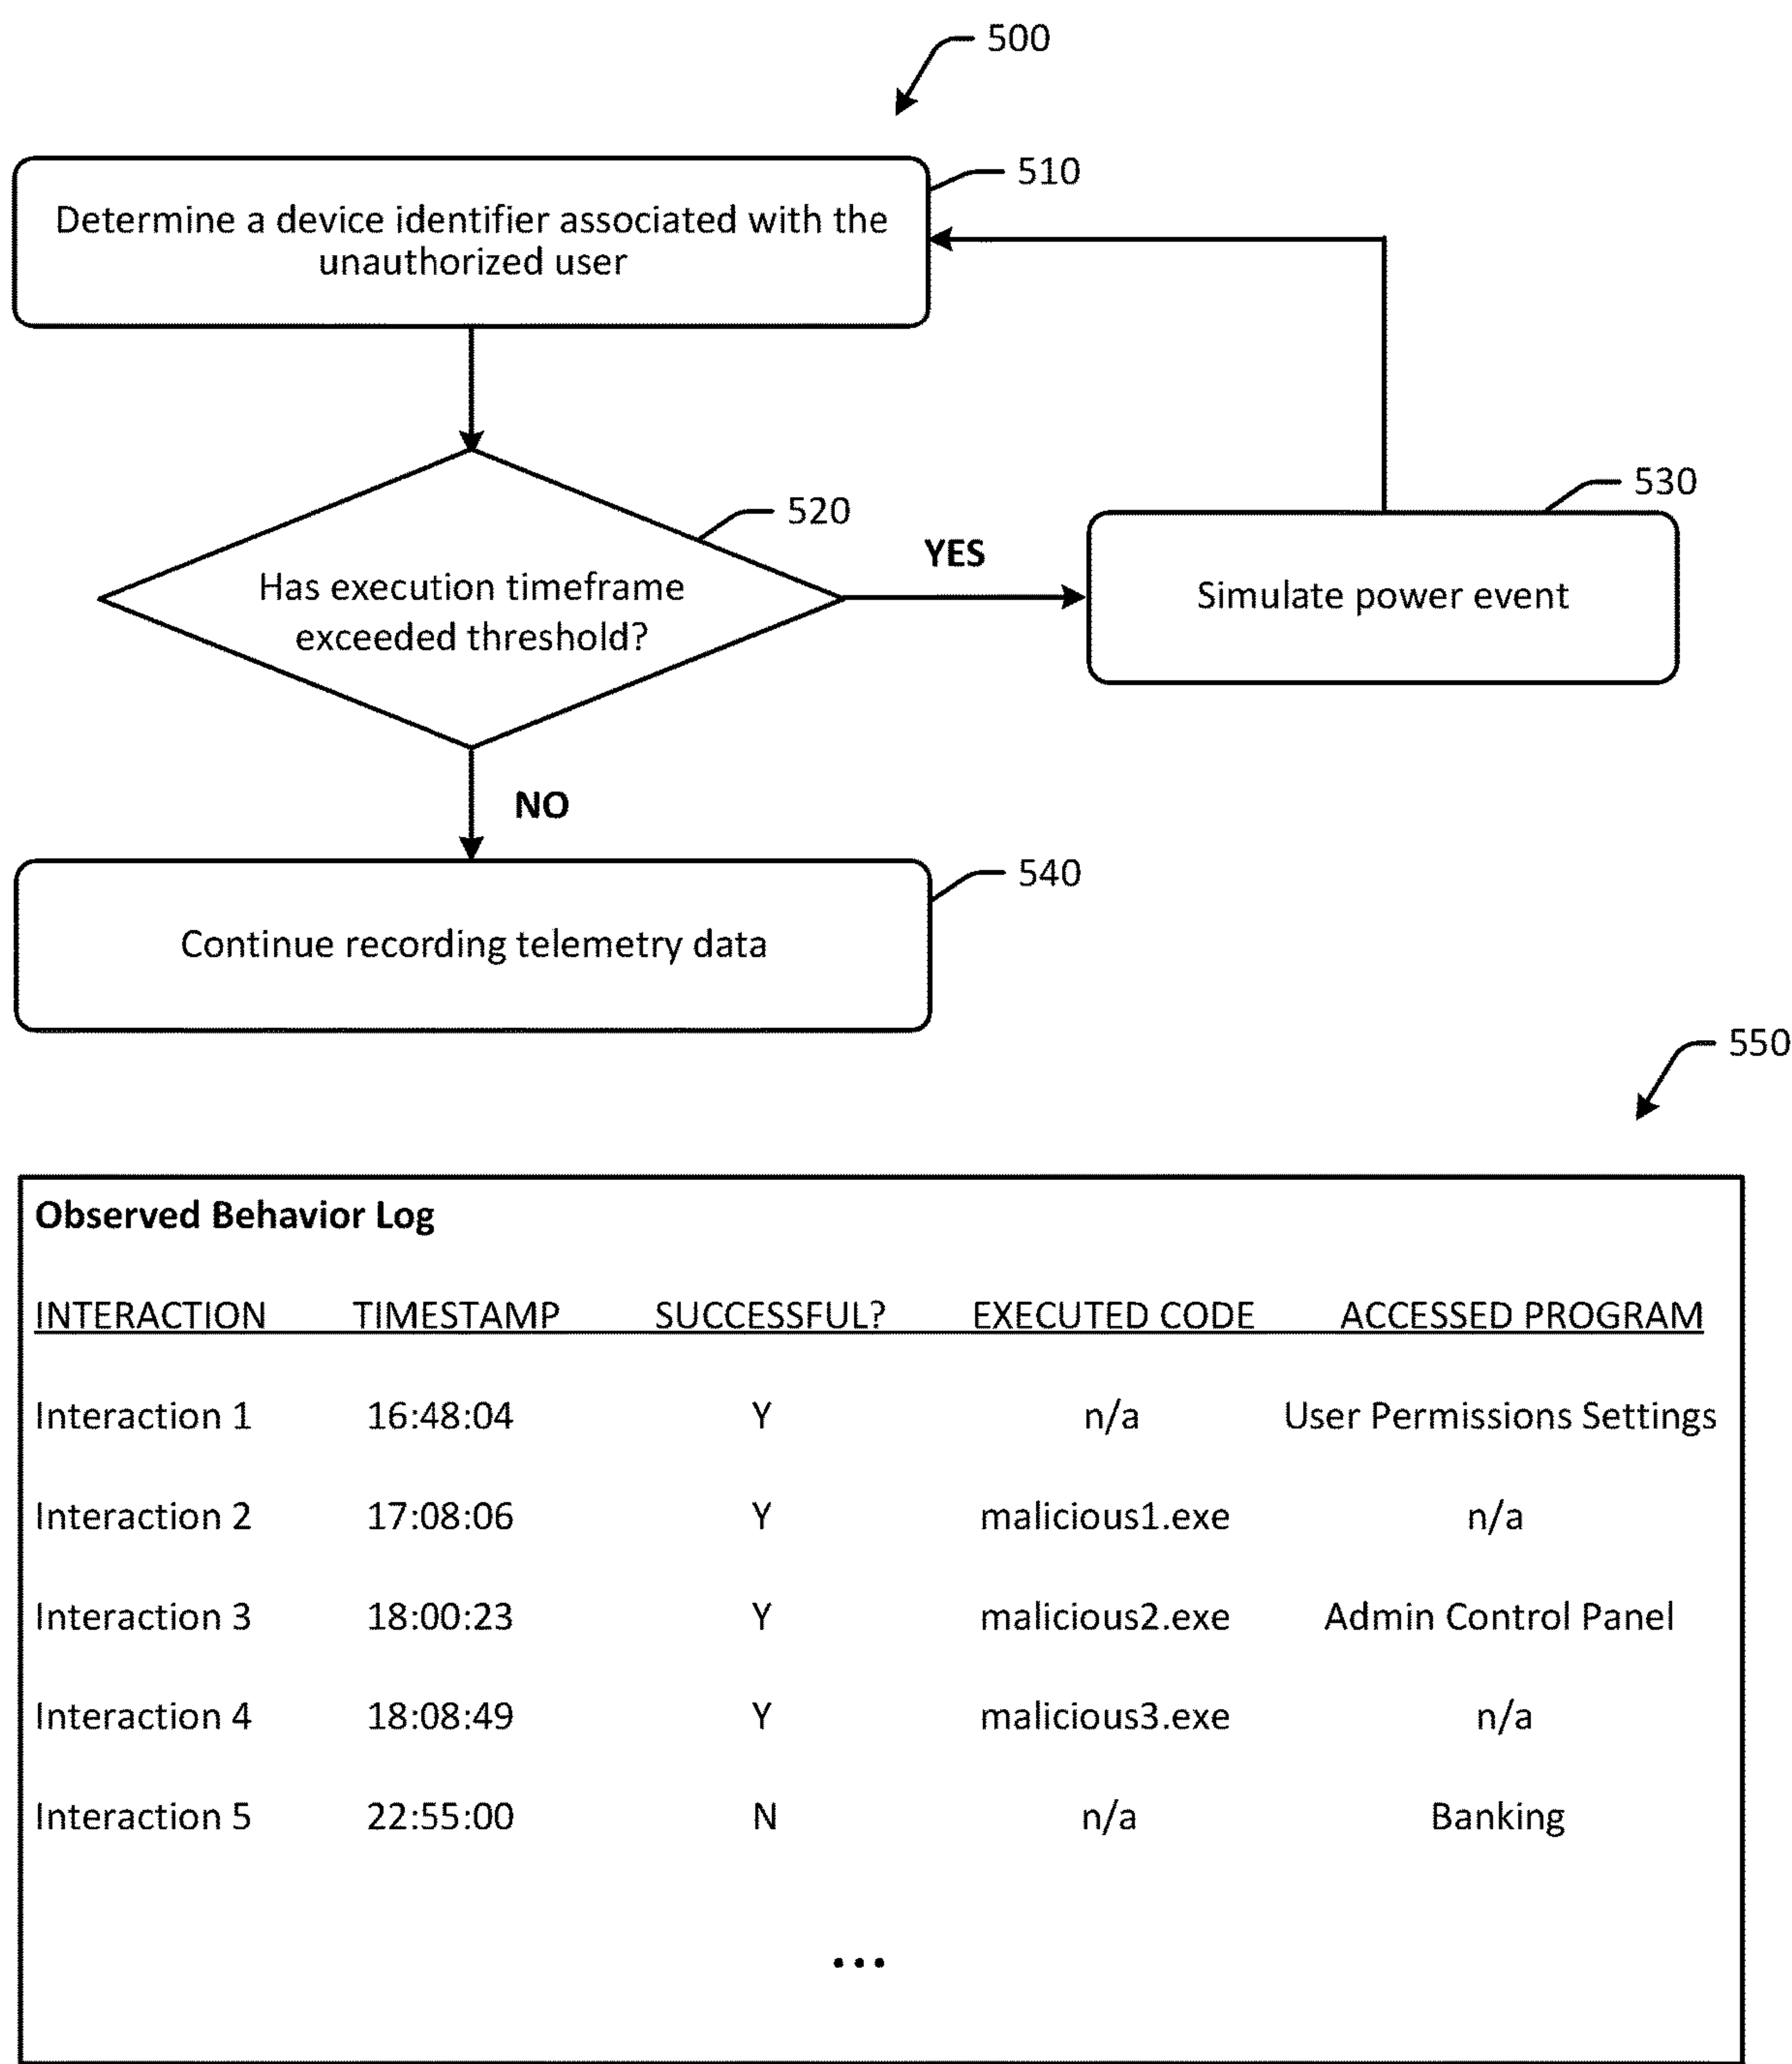 500
510
Determine a device identifier associated with the
unauthorized user
520
530
YES
Has execution timeframe
exceeded threshold?
Simulate power event
NO
540
Continue recording telemetry data
550
Observed Behavior Log
INTERACTION TIMESTAMP SUCCESSFUL? EXECUTED CODE ACCESSED PROGRAM
Interaction 1 16:48:04 Y n/a User Permissions Settings
Interaction 2 17:08:06 Y malicious1.exe n/a
Interaction 3 18:00:23 Y malicious2.exe Admin Control Panel
Interaction 4 18:08:49 Y malicious3.exe n/a
Interaction 5 22:55:00 N n/a Banking
...